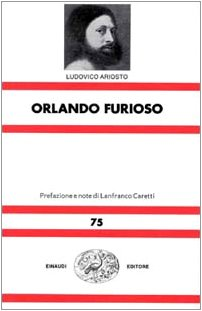 LUDOVICO ARIOSTO
ORLANDO FURIOSO
Prefazione e note di Lanfranco Caretti
75
EINAUDI EDITORE